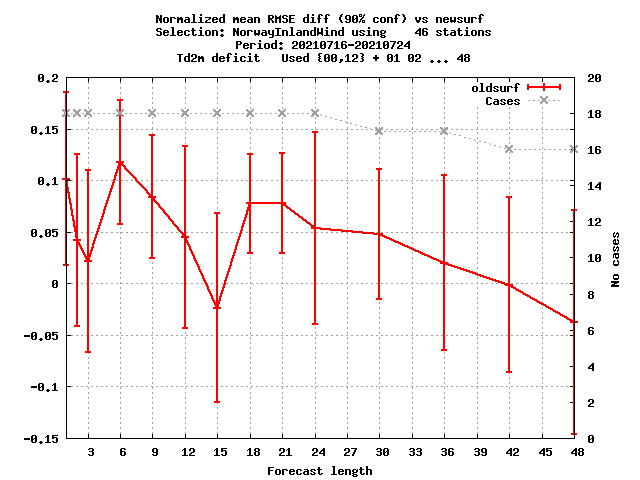 Normalized mean RMSE diff (90% conf) vs newsurf
Selection: NorwayInlandWind using    46 stations
Period: 20210716-20210724
Td2m deficit   Used {00,12} + 01 02 ... 48
oldsurf
Cases
0.2
0.15
0.1
0.05
0
-0.05
-0.1
-0.15
20
18
16
14
12
10
8
6
4
2
0
No cases
3 6 9 12 15 18 21 24 27 30 33 36 39 42 45 48
Forecast length